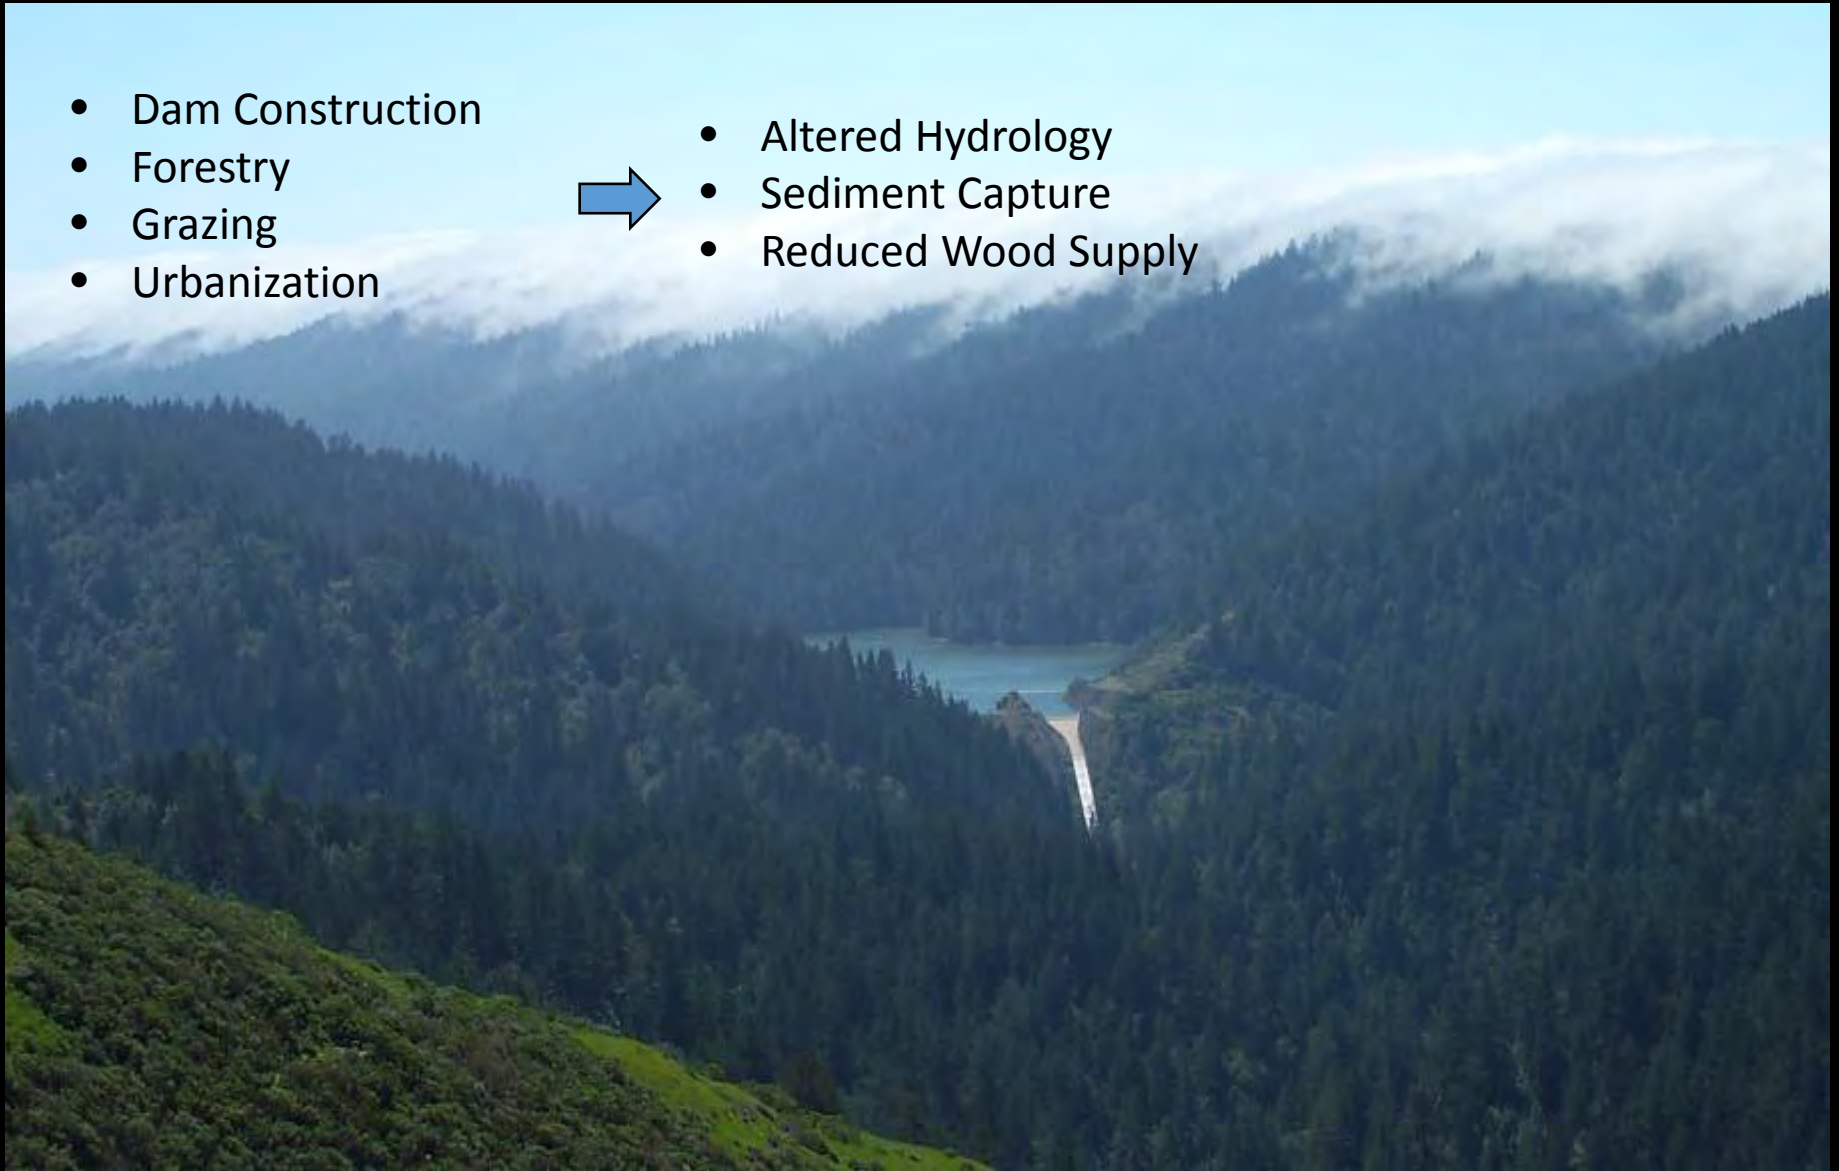 • Dam Construction
• Forestry
• Grazing
• Urbanization
• Altered Hydrology
• Sediment Capture
• Reduced Wood Supply